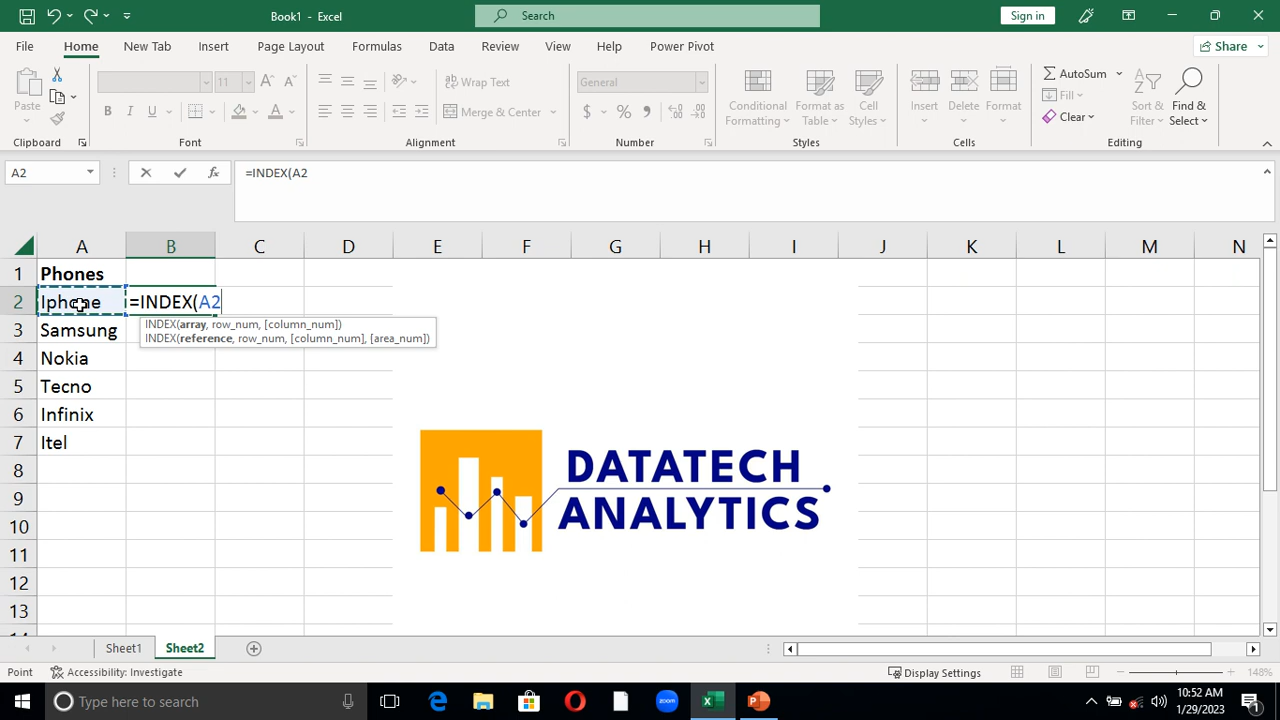 Book1 - Excel
Search
Sign in
File
Home
New Tab
Insert
Page Layout
Formulas
Data
Review
View
Help
Power Pivot
Share
Paste
11
A
A
B
I
U
A
Wrap Text
Merge & Center
General
$
%
Conditional
Formatting
Format as
Table
Cell
Styles
Insert
Delete
Format
AutoSum
Fill
Clear
Sort &
Filter
Find &
Select
Clipboard
Font
Alignment
Number
Styles
Cells
Editing
A2
fx
=INDEX(A2
A
B
C
D
E
F
G
H
I
J
K
L
M
N
1
Phones
2
Iphone
=INDEX(A2
INDEX(array, row_num, [column_num])
INDEX(reference, row_num, [column_num], [area_num])
3
Samsung
4
Nokia
5
Tecno
6
Infinix
7
Itel
8
9
10
11
12
13
DATATECH
ANALYTICS
Sheet1
Sheet2
Point
Accessibility: Investigate
Display Settings
148%
Type here to search
zoom
10:52 AM
1/29/2023
1